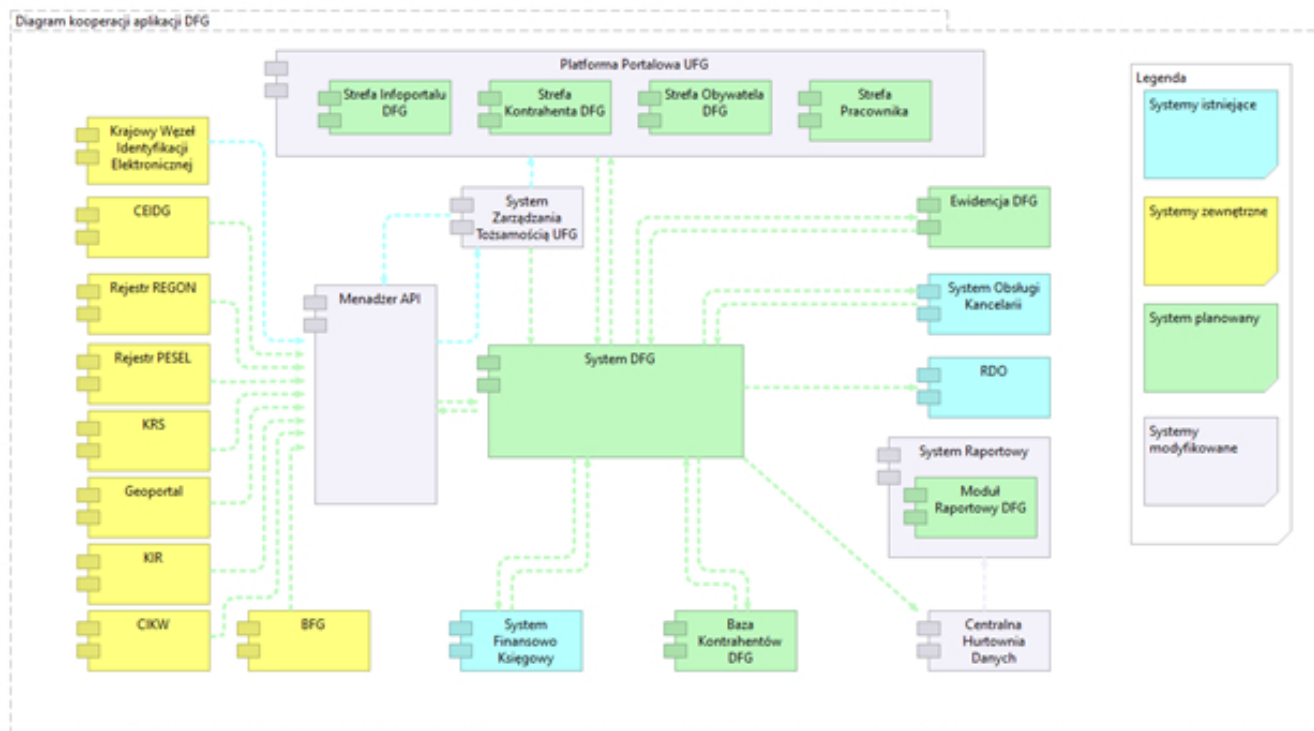 Diagram kooperacji aplikacji DFG
Platforma Portalowa UFG
Strefa Infoportalu
DFG
Strefa
Kontrahenta DFG
Strefa Obywatela
DFG
Strefa
Pracownika
Legenda
Systemy istniejące
Systemy zewnętrzne
System planowany
Systemy
modyfikowane
Krajowy Węzeł
Identyfikacji
Elektronicznej
CEIDG
Rejestr REGON
Rejestr PESEL
KRS
Geoportal
KIR
CIKW
BFG
Menadżer API
System
Zarządzania
Tożsamością UFG
System DFG
Ewidencja DFG
System Obsługi
Kancelarii
RDO
System Raportowy
Moduł
Raportowy DFG
System
Finansowo
Księgowy
Baza
Kontrahentów
DFG
Centralna
Hurtownia
Danych